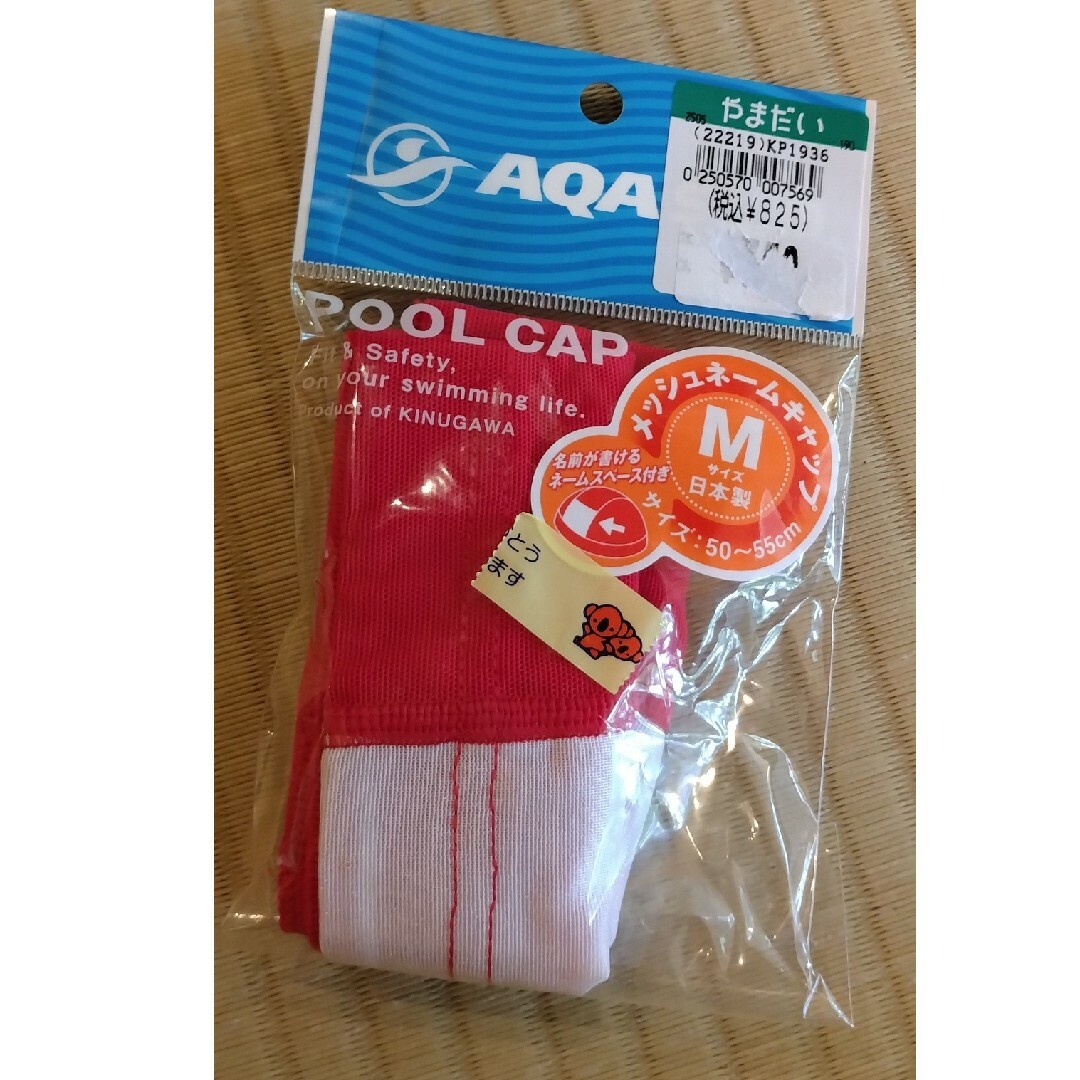 AQA
やまだい
2505
190
(22219)KP1936
0 250570 007569
(税込¥825)
POOL CAP
Fit & Safety,
on your swimming life.
Product of KINUGAWA
メッシュネームキャップ
M
サイズ
日本製
サイズ：50〜55cm
名前が書ける
ネームスペース付き
とう
ます